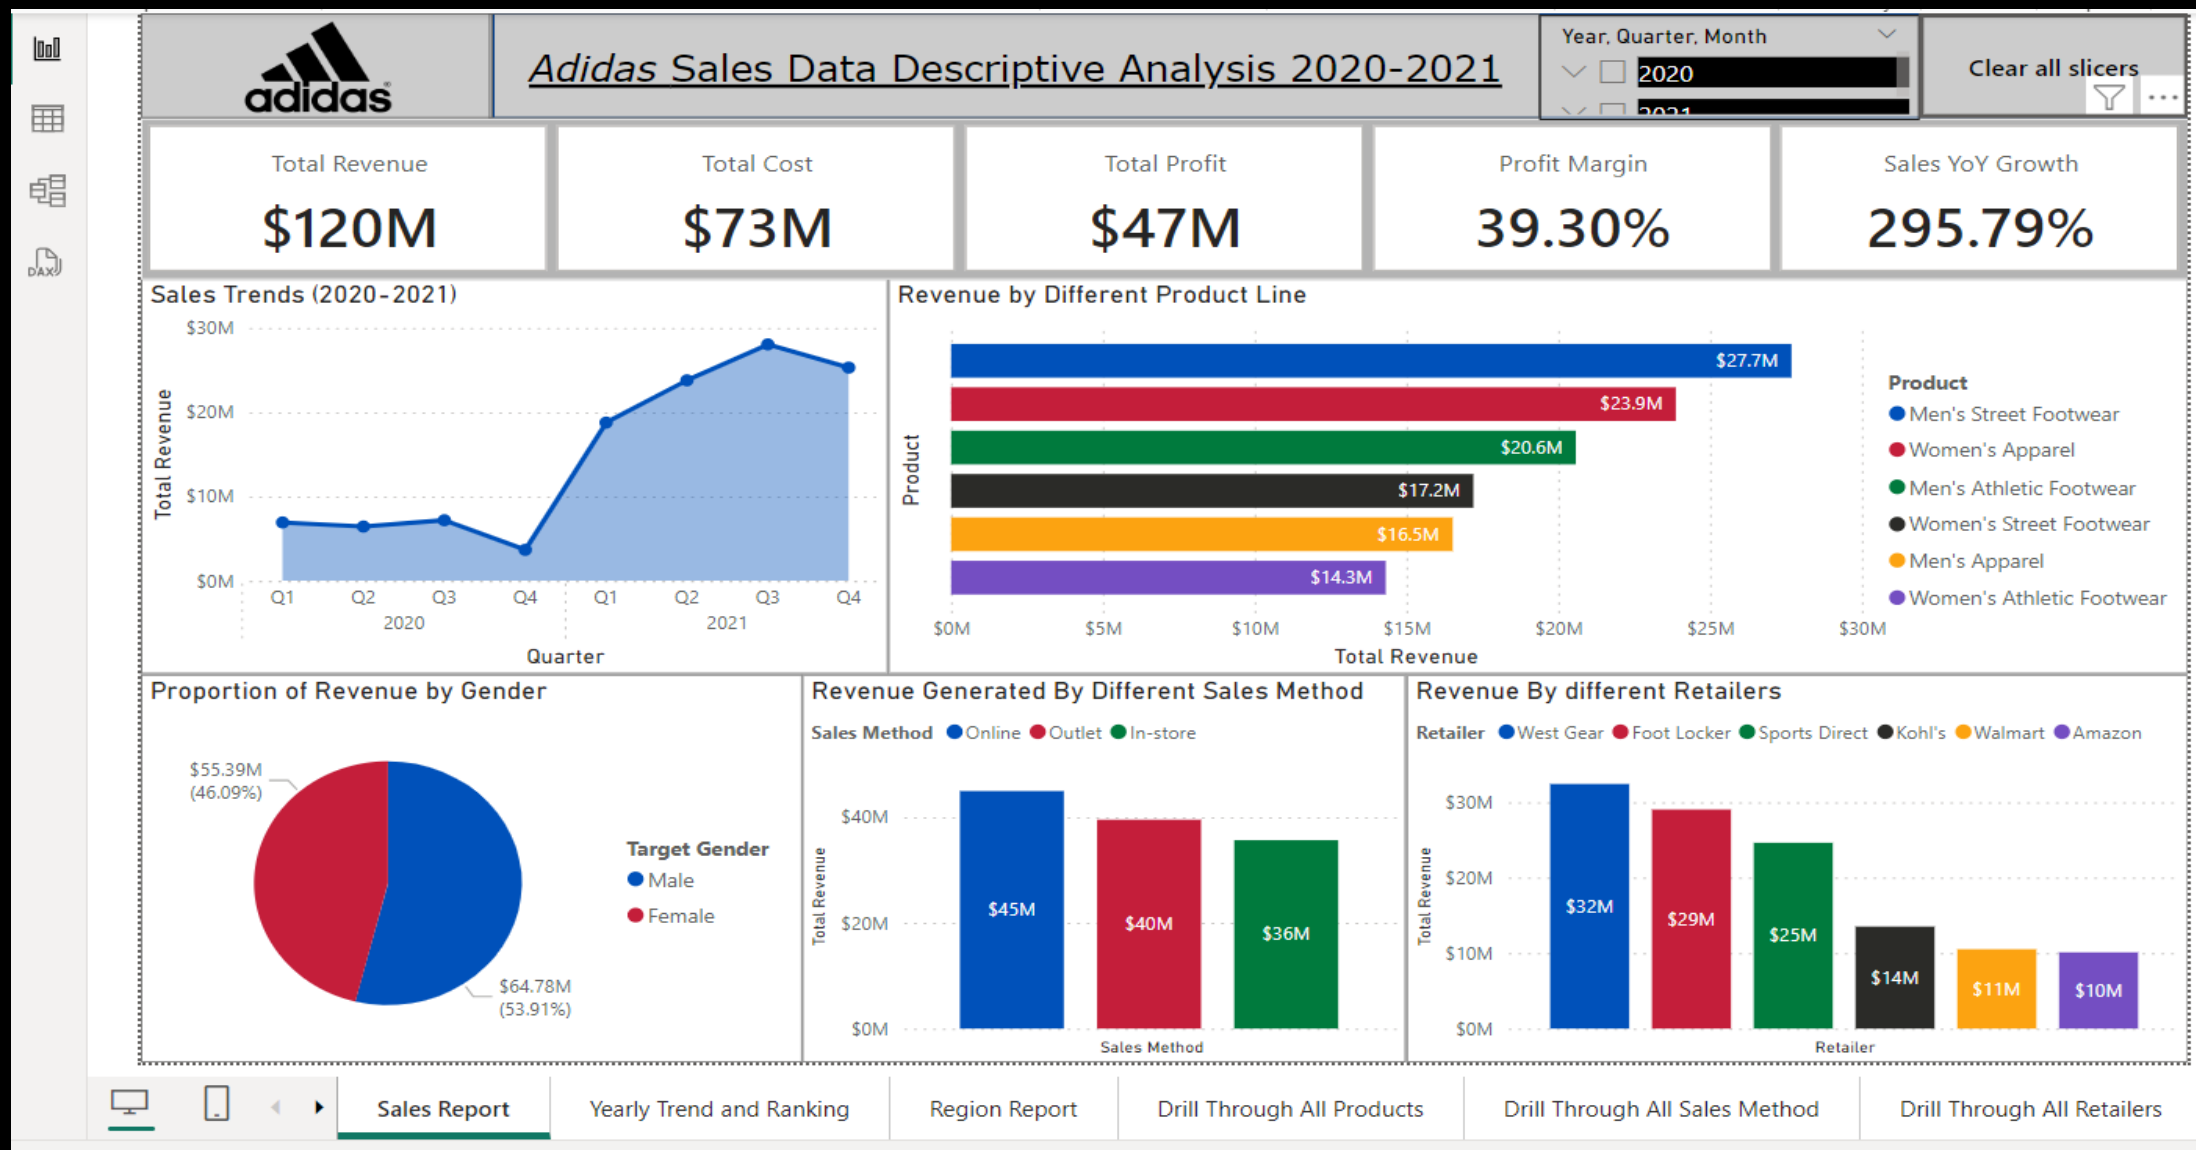 adidas
Adidas Sales Data Descriptive Analysis 2020-2021
Year, Quarter, Month
2020
2021
Clear all slicers
DAX
Total Revenue
$120M
Total Cost
$73M
Total Profit
$47M
Profit Margin
39.30%
Sales YoY Growth
295.79%
Sales Trends (2020-2021)
$30M
$20M
$10M
$0M
Total Revenue
Q1 Q2 Q3 Q4 Q1 Q2 Q3 Q4
2020 2021
Quarter
Revenue by Different Product Line
Product
$27.7M
$23.9M
$20.6M
$17.2M
$16.5M
$14.3M
$0M $5M $10M $15M $20M $25M $30M
Total Revenue
Product
Men's Street Footwear
Women's Apparel
Men's Athletic Footwear
Women's Street Footwear
Men's Apparel
Women's Athletic Footwear
Proportion of Revenue by Gender
$55.39M
(46.09%)
$64.78M
(53.91%)
Target Gender
Male
Female
Revenue Generated By Different Sales Method
Sales Method Online Outlet In-store
$40M
$20M
$0M
Total Revenue
$45M
$40M
$36M
Sales Method
Revenue By different Retailers
Retailer West Gear Foot Locker Sports Direct Kohl's Walmart Amazon
$30M
$20M
$10M
$0M
Total Revenue
$32M
$29M
$25M
$14M
$11M
$10M
Retailer
Sales Report
Yearly Trend and Ranking
Region Report
Drill Through All Products
Drill Through All Sales Method
Drill Through All Retailers